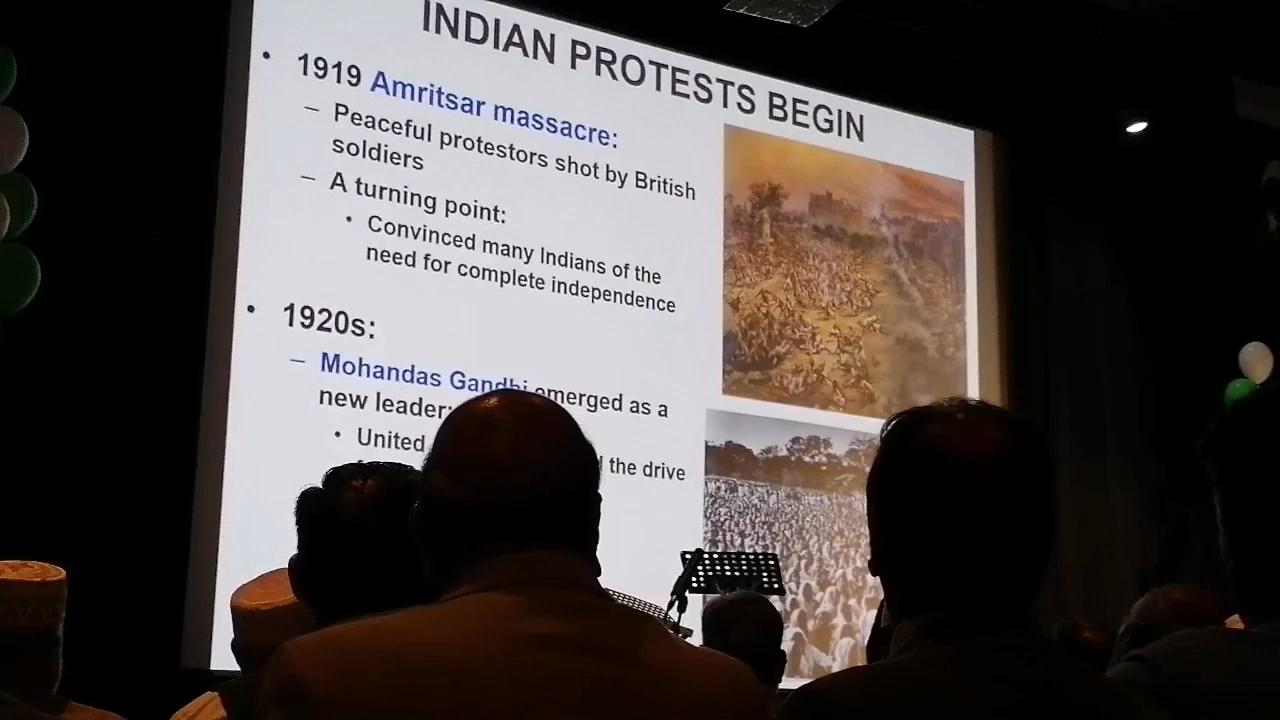 INDIAN PROTESTS BEGIN
• 1919 Amritsar massacre:
– Peaceful protestors shot by British
soldiers
– A turning point:
• Convinced many Indians of the
need for complete independence
• 1920s:
– Mohandas Gandhi emerged as a
new leader:
• United
the drive